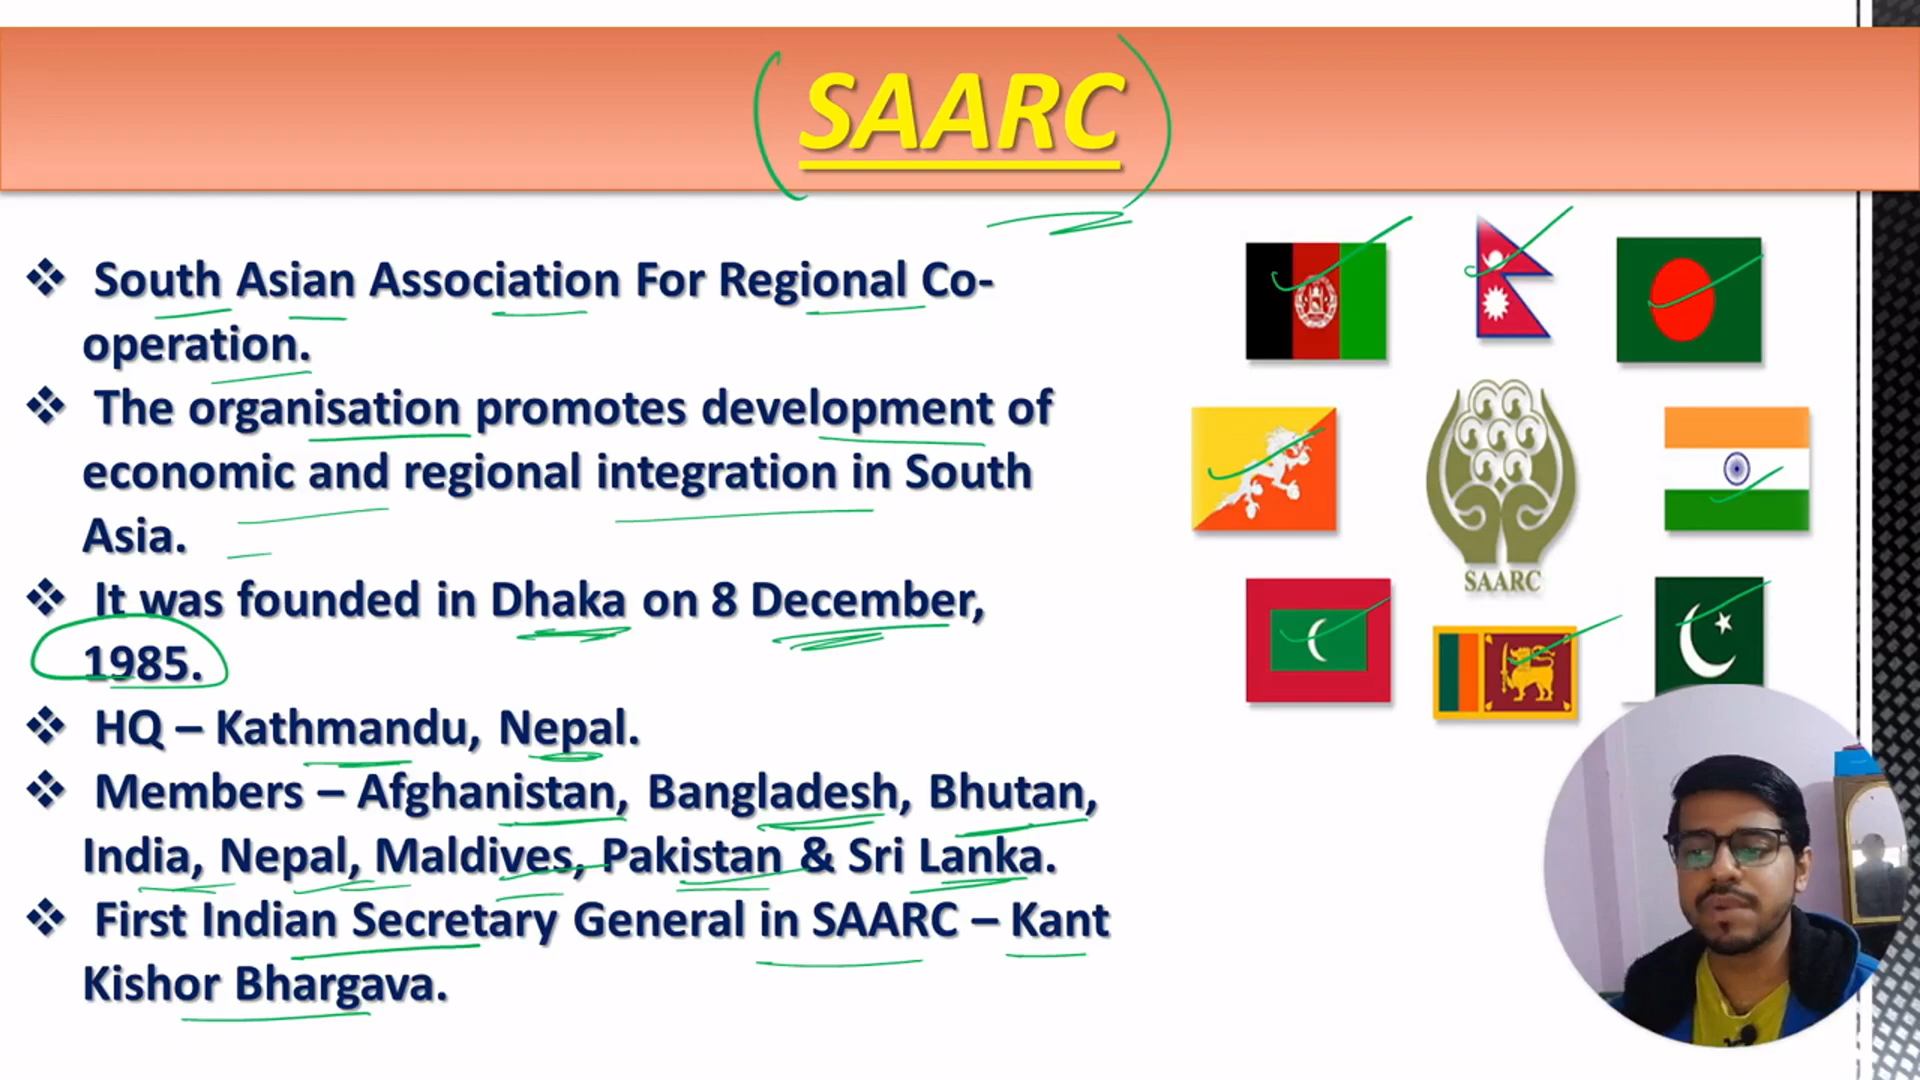 SAARC
❖ South Asian Association For Regional Co-
operation.
❖ The organisation promotes development of
economic and regional integration in South
Asia.
❖ It was founded in Dhaka on 8 December,
1985.
❖ HQ – Kathmandu, Nepal.
❖ Members – Afghanistan, Bangladesh, Bhutan,
India, Nepal, Maldives, Pakistan & Sri Lanka.
❖ First Indian Secretary General in SAARC – Kant
Kishor Bhargava.
SAARC